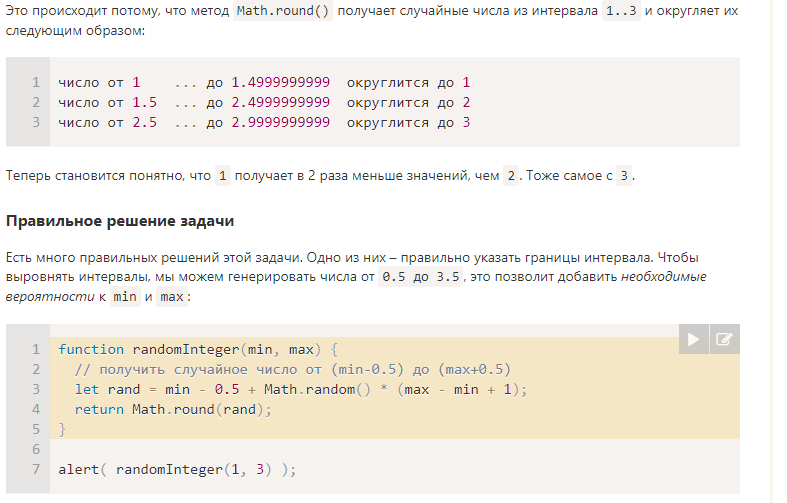 Это происходит потому, что метод Math.round() получает случайные числа из интервала 1..3 и округляет их
следующим образом:
1 число от 1 ... до 1.4999999999 округлится до 1
2 число от 1.5 ... до 2.4999999999 округлится до 2
3 число от 2.5 ... до 2.9999999999 округлится до 3
Теперь становится понятно, что 1 получает в 2 раза меньше значений, чем 2. Тоже самое с 3.
Правильное решение задачи
Есть много правильных решений этой задачи. Одно из них – правильно указать границы интервала. Чтобы
выровнять интервалы, мы можем генерировать числа от 0.5 до 3.5, это позволит добавить необходимые
вероятности к min и max:
1 function randomInteger(min, max) {
2 // получить случайное число от (min-0.5) до (max+0.5)
3 let rand = min - 0.5 + Math.random() * (max - min + 1);
4 return Math.round(rand);
5 }
6
7 alert( randomInteger(1, 3) );